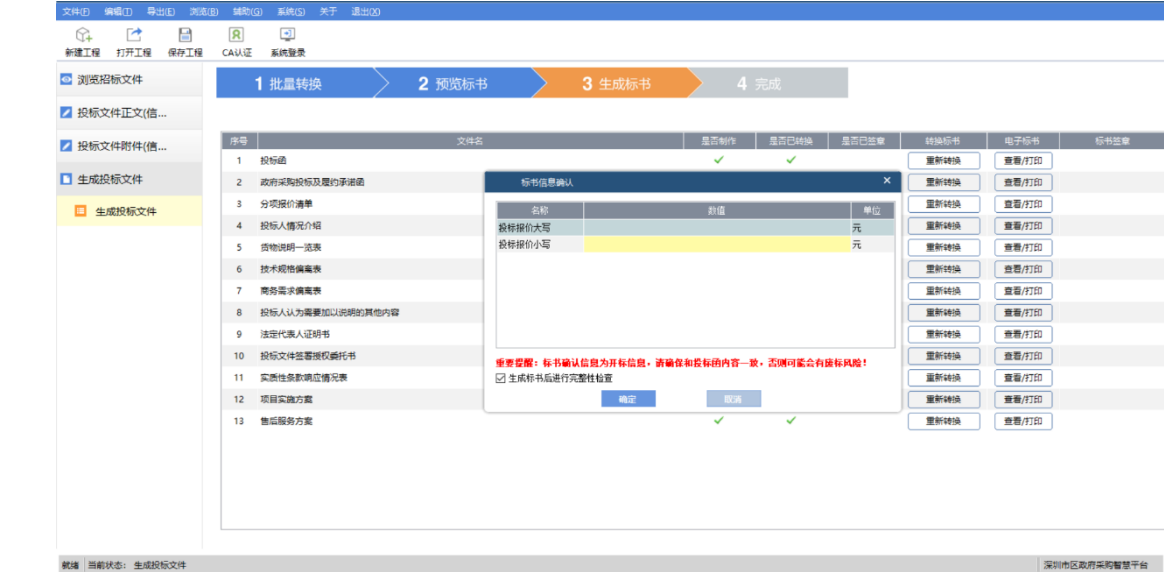 文件(F) 编辑(I) 导出(E) 浏览(B) 辅助(G) 系统(S) 关于 退出(X)
新建工程 打开工程 保存工程 CA认证 系统登录
浏览招标文件
投标文件正文(信...
投标文件附件(信...
生成投标文件
生成投标文件
1 批量转换 2 预览标书 3 生成标书 4 完成
序号 文件名 是否制作 是否已转换 是否已签章 转换标书 电子标书 标书签章
1 投标函 重新转换 查看/打印
2 政府采购投标及履约承诺函 重新转换 查看/打印
3 分项报价清单 重新转换 查看/打印
4 投标人情况介绍 重新转换 查看/打印
5 货物说明一览表 重新转换 查看/打印
6 技术规格偏离表 重新转换 查看/打印
7 商务需求偏离表 重新转换 查看/打印
8 投标人认为需要加以说明的其他内容 重新转换 查看/打印
9 法定代表人证明书 重新转换 查看/打印
10 投标文件签署授权委托书 重新转换 查看/打印
11 实质性条款响应情况表 重新转换 查看/打印
12 项目实施方案 重新转换 查看/打印
13 售后服务方案 重新转换 查看/打印
标书信息确认 ×
名称 数值 单位
投标报价大写 元
投标报价小写 元
重要提醒：标书确认信息为开标信息，请确保和投标函内容一致，否则可能会有废标风险！
生成标书后进行完整性检查
确定 取消
就绪 当前状态：生成投标文件 深圳市区政府采购智慧平台